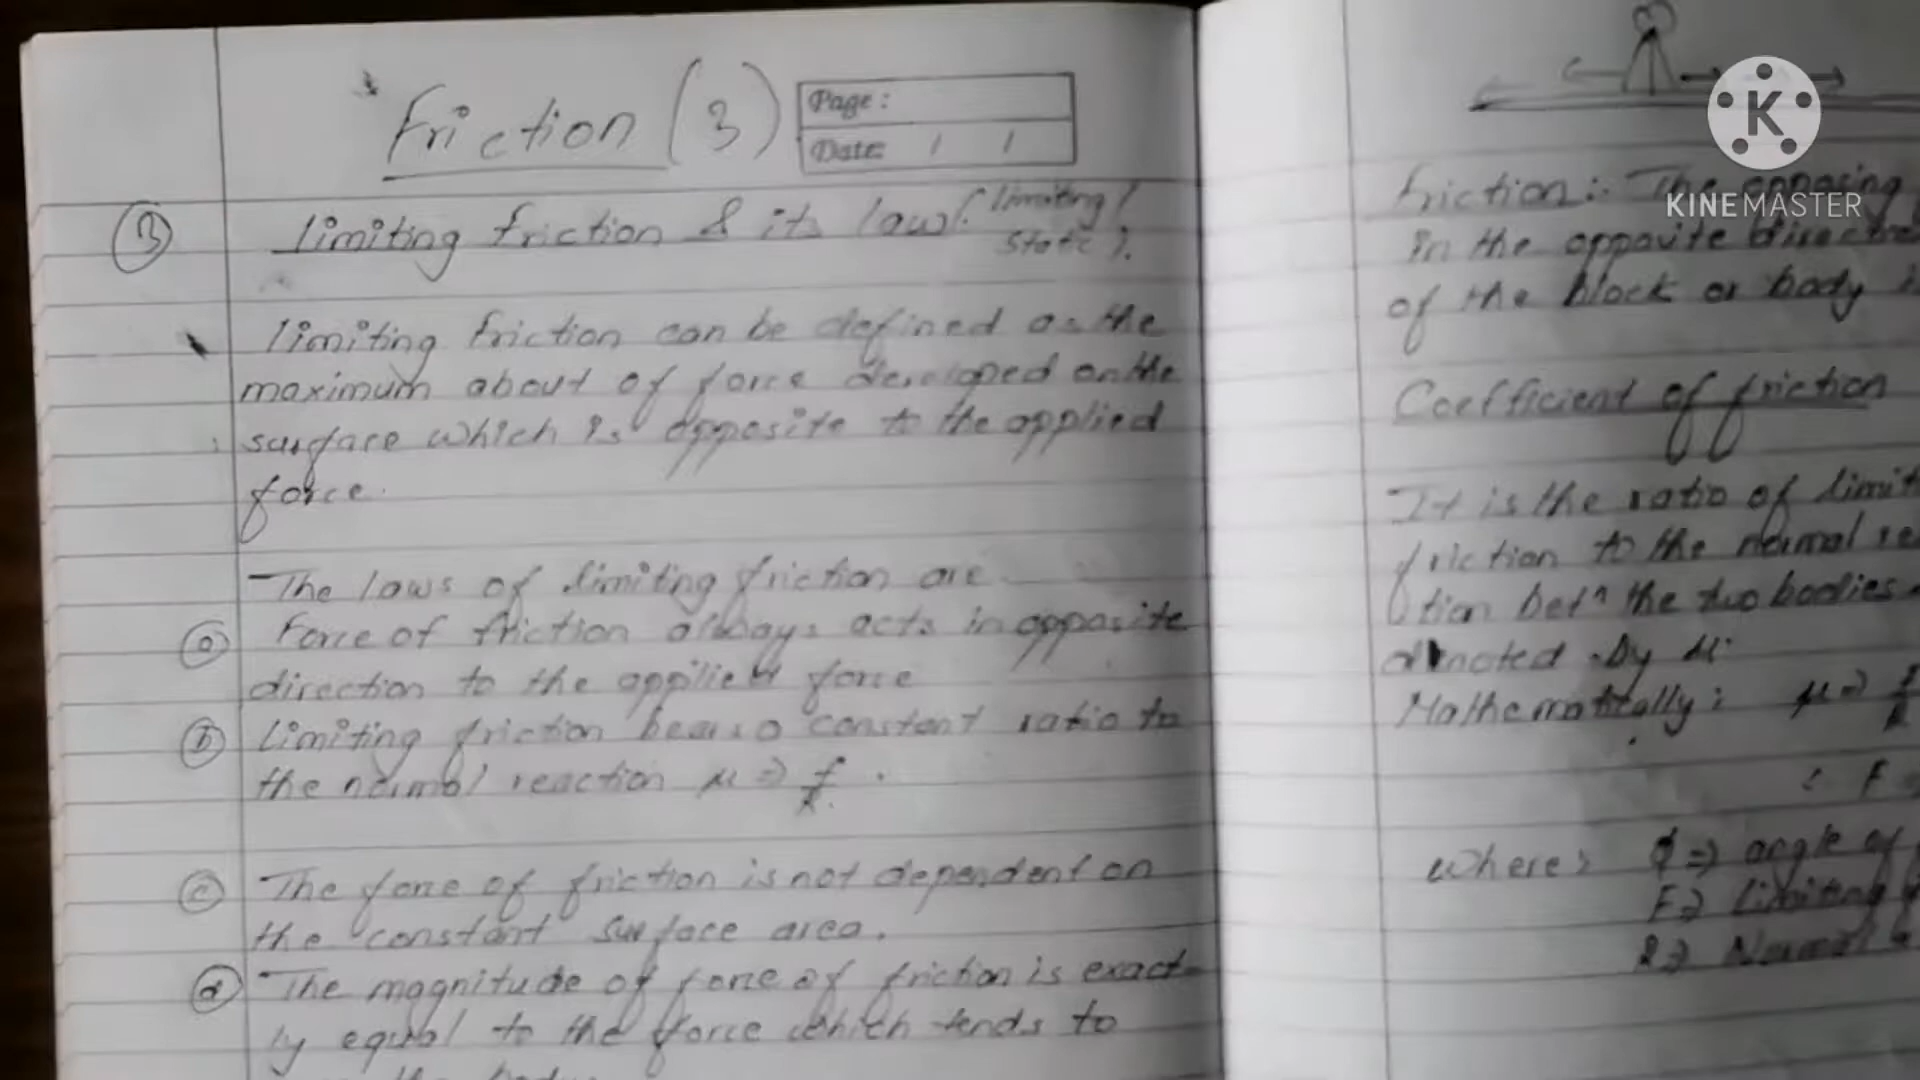 Friction (3)
Page:
Date: / /
3 limiting friction & its law (limiting
state).
limiting friction can be defined as the
maximum about of force developed on the
surface which is opposite to the applied
force.
The laws of limiting friction are
a Force of friction always acts in opposite
direction to the applied force
b Limiting friction bears a constant ratio to
the normal reaction μ => f/R.
c The force of friction is not dependent on
the constant surface area.
d The magnitude of force of friction is exact-
ly equal to the force which tends to
the body
KINEMASTER
Friction:- The opposing
in the opposite
of the block or body
Coefficient of friction
It is the ratio of limit
friction to the normal rea
ction betn the two bodies
denoted by μ.
Mathematically: μ =>
∴ F =
where: φ => angle of
F => limiting
R => Normal